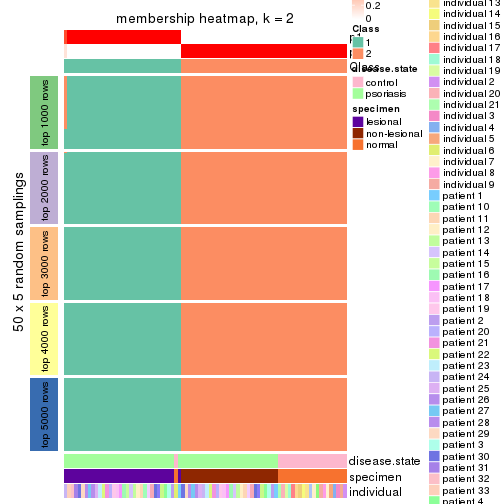 membership heatmap, k = 2
0.2
0
Class
1
2
disease.state
control
psoriasis
specimen
lesional
non-lesional
normal
p1
Class
50 x 5 random samplings
top 1000 rows
top 2000 rows
top 3000 rows
top 4000 rows
top 5000 rows
disease.state
specimen
individual
individual 13
individual 14
individual 15
individual 16
individual 17
individual 18
individual 19
individual 2
individual 20
individual 21
individual 3
individual 4
individual 5
individual 6
individual 7
individual 8
individual 9
patient 1
patient 10
patient 11
patient 12
patient 13
patient 14
patient 15
patient 16
patient 17
patient 18
patient 19
patient 2
patient 20
patient 21
patient 22
patient 23
patient 24
patient 25
patient 26
patient 27
patient 28
patient 29
patient 3
patient 30
patient 31
patient 32
patient 33
patient 4